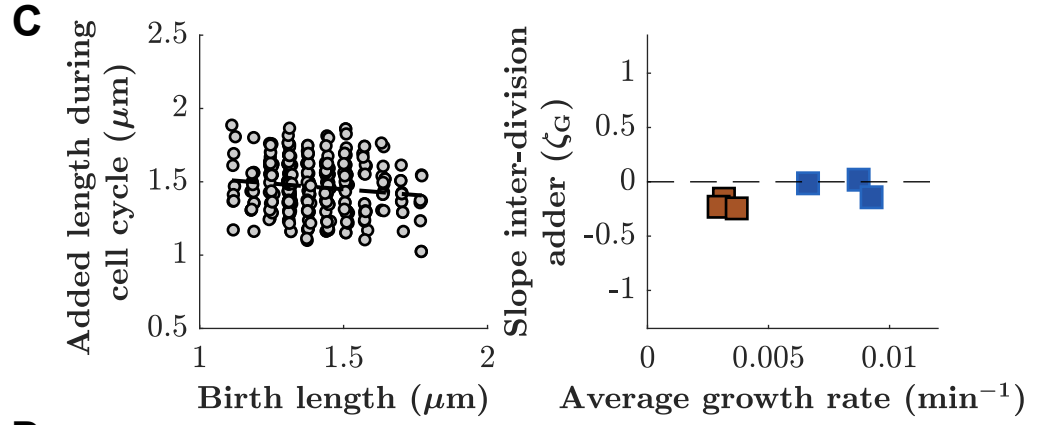 C
Added length during
cell cycle (μm)
2.5
2
1.5
1
0.5
1
1.5
2
Birth length (μm)
Slope inter-division
adder (ζG)
1
0.5
0
-0.5
-1
0
0.005
0.01
Average growth rate (min⁻¹)